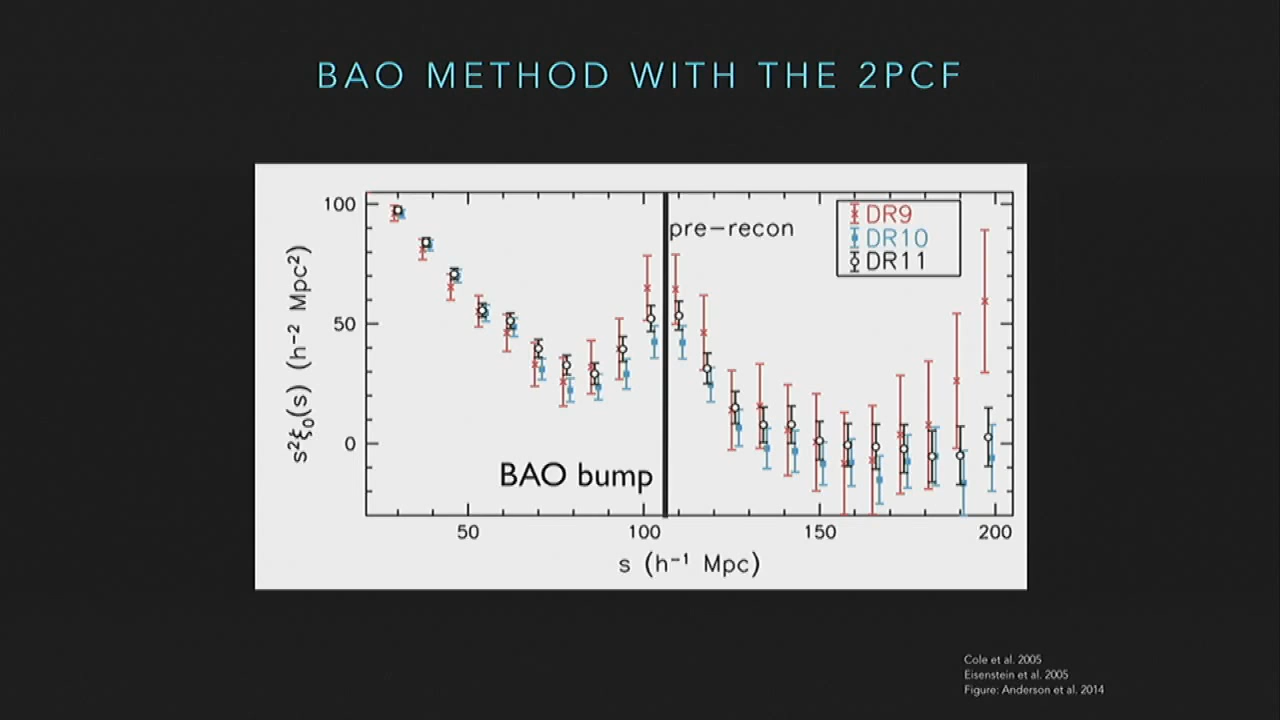 BAO METHOD WITH THE 2PCF
100
50
0
s²ξ₀(s) (h⁻² Mpc²)
pre-recon
DR9
DR10
DR11
BAO bump
50
100
150
200
s (h⁻¹ Mpc)
Cole et al. 2005
Eisenstein et al. 2005
Figure: Anderson et al. 2014